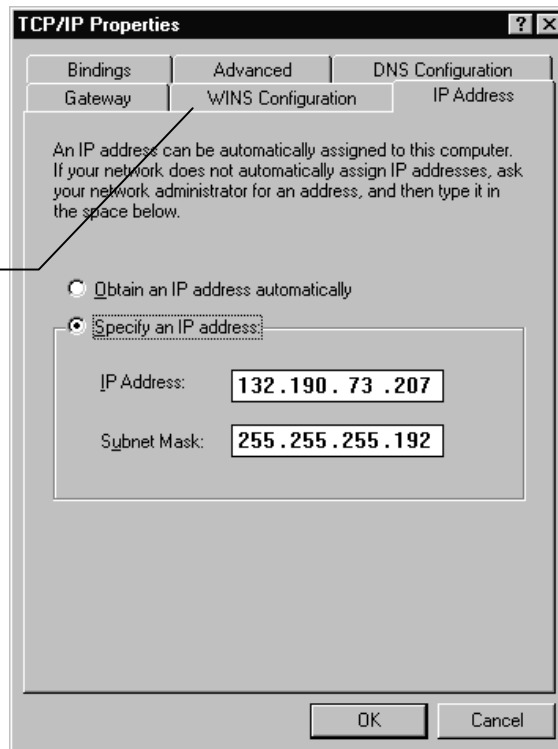 TCP/IP Properties
Bindings Advanced DNS Configuration
Gateway WINS Configuration IP Address
An IP address can be automatically assigned to this computer.
If your network does not automatically assign IP addresses, ask
your network administrator for an address, and then type it in
the space below.
Obtain an IP address automatically
Specify an IP address:
IP Address: 132.190. 73 .207
Subnet Mask: 255.255.255.192
OK Cancel